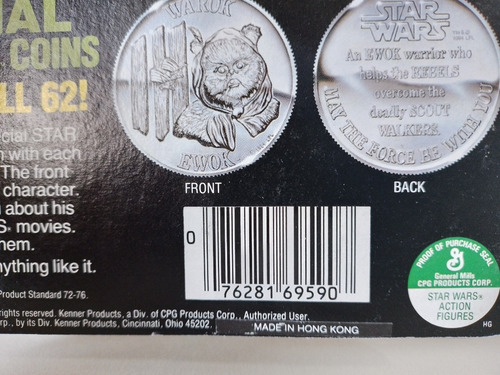 IAL
COINS
LL 62!
cial STAR
n with each
The front
character.
about his
S® movies.
hem.
nything like it.
Product Standard 72-76.
rights reserved. Kenner Products, a Div. of CPG Products Corp., Authorized User.
rp., by its Div. Kenner Products, Cincinnati, Ohio 45202.
MADE IN HONG KONG
WAROK
EWOK
FRONT
STAR
WARS
An EWOK warrior who
helps the REBELS
overcome the
deadly SCOUT
WALKERS.
MAY THE FORCE BE WITH YOU
BACK
0
76281 69590
PROOF OF PURCHASE SEAL
G
General Mills
CPG PRODUCTS CORP.
STAR WARS®
ACTION
FIGURES
HG